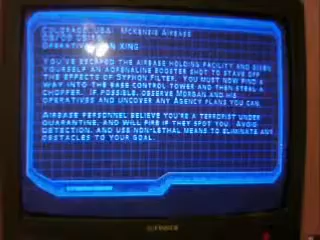 COLORADO, USA: MCKENZIE AIRBASE
OPERATIVE: IAN XING
YOU'VE ESCAPED THE AIRBASE HOLDING FACILITY AND GIVEN
YOURSELF AN ADRENALINE BOOSTER SHOT TO STAVE OFF
THE EFFECTS OF SYPHON FILTER. YOU MUST NOW FIND A
WAY INTO THE BASE CONTROL TOWER AND THEN STEAL A
CHOPPER. IF POSSIBLE, OBSERVE MORGAN AND HIS
OPERATIVES AND UNCOVER ANY AGENCY PLANS YOU CAN.
AIRBASE PERSONNEL BELIEVE YOU'RE A TERRORIST UNDER
QUARANTINE, AND WILL FIRE IF THEY SPOT YOU. AVOID
DETECTION, AND USE NON-LETHAL MEANS TO ELIMINATE ANY
OBSTACLES TO YOUR GOAL.